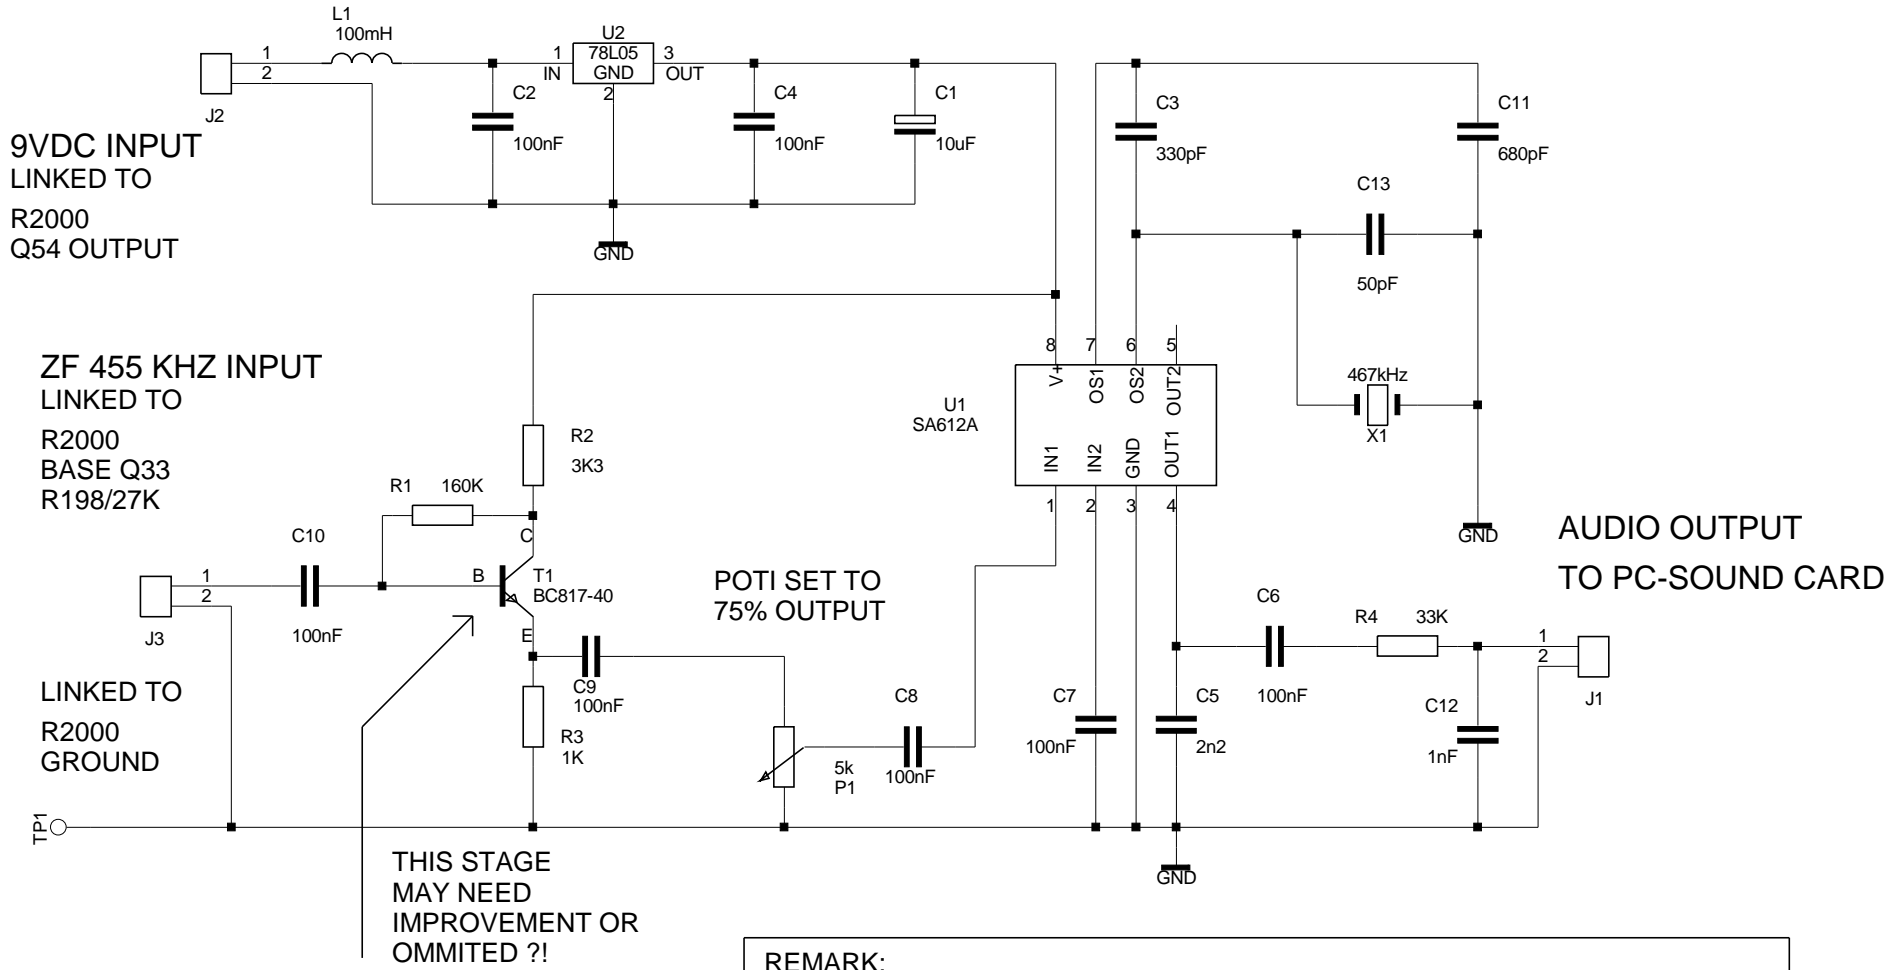 L1
100mH
1
2
J2
9VDC INPUT
LINKED TO
R2000
Q54 OUTPUT
C2
100nF
U2
78L05
GND
1
IN
3
OUT
2
C4
100nF
C1
10uF
GND
C3
330pF
C11
680pF
C13
50pF
467kHz
X1
GND
ZF 455 KHZ INPUT
LINKED TO
R2000
BASE Q33
R198/27K
R2
3K3
R1 160K
C10
100nF
1
2
J3
B
C
E
T1
BC817-40
C9
100nF
R3
1K
POTI SET TO
75% OUTPUT
5k
P1
C8
100nF
U1
SA612A
8 7 6 5
V+ OS1 OS2 OUT2
IN1 IN2 GND OUT1
1 2 3 4
C7
100nF
C5
2n2
C6
100nF
R4 33K
C12
1nF
1
2
J1
AUDIO OUTPUT
TO PC-SOUND CARD
LINKED TO
R2000
GROUND
TP1
GND
THIS STAGE
MAY NEED
IMPROVEMENT OR
OMMITED ?!
REMARK: